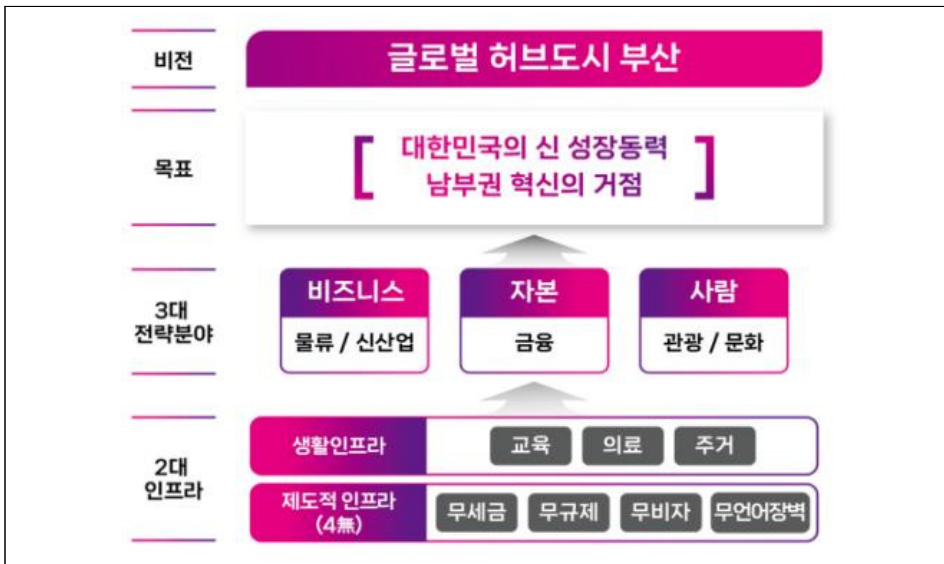 비전
글로벌 허브도시 부산
목표
대한민국의 신 성장동력
남부권 혁신의 거점
3대
전략분야
비즈니스
물류 / 신산업
자본
금융
사람
관광 / 문화
2대
인프라
생활인프라
교육 의료 주거
제도적 인프라
(4無)
무세금 무규제 무비자 무언어장벽